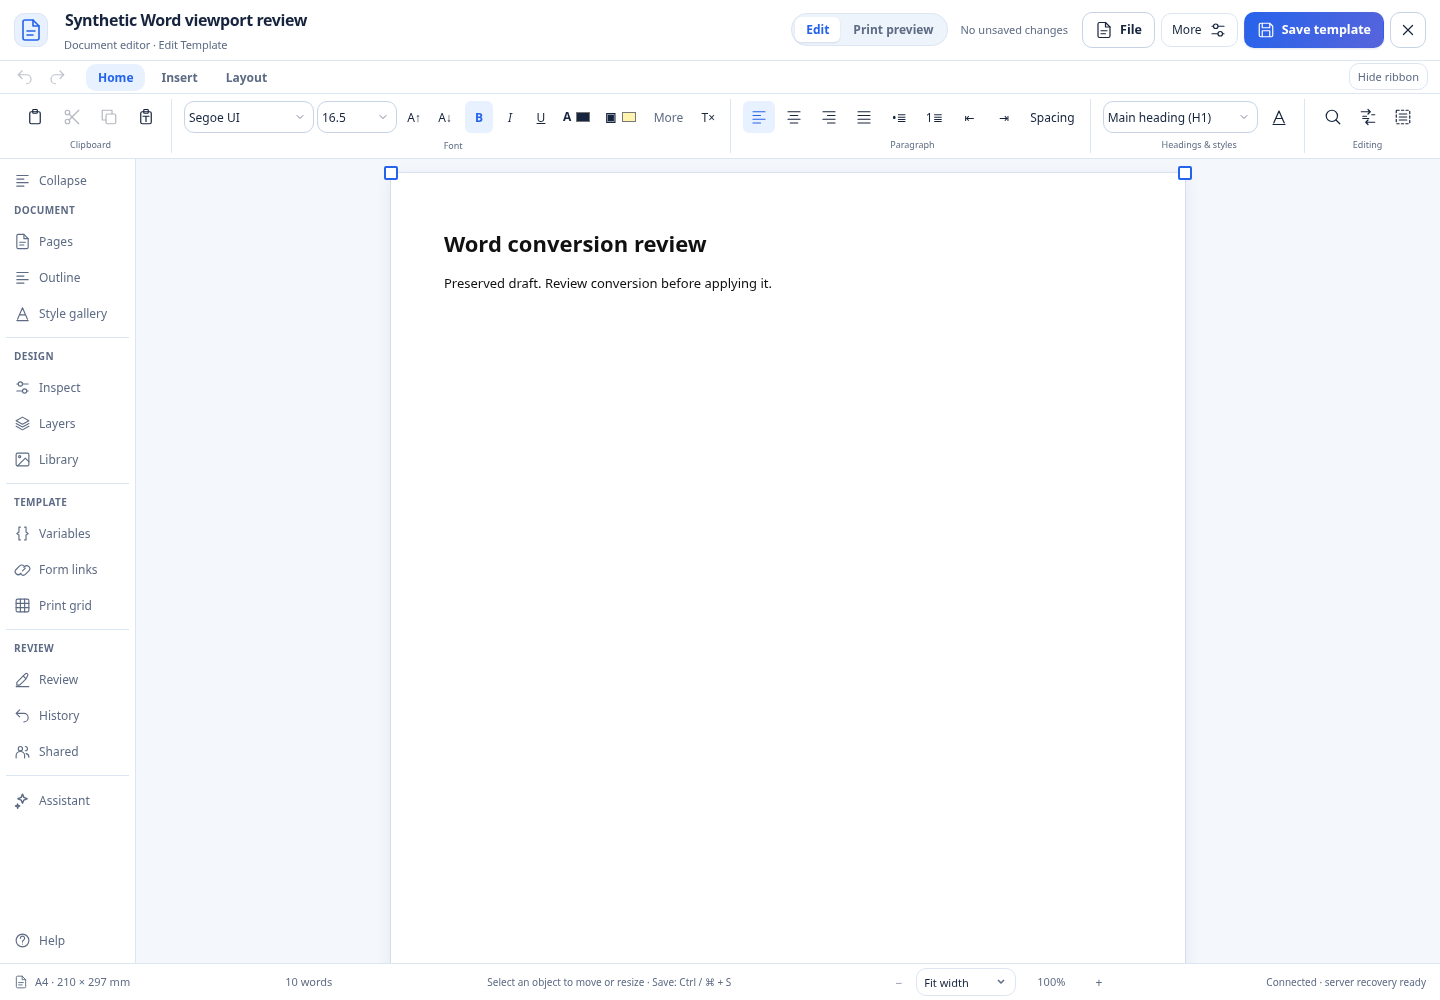 Synthetic Word viewport review
Document editor · Edit Template
Edit
Print preview
No unsaved changes
File
More
Save template
Home
Insert
Layout
Hide ribbon
Segoe UI
16.5
A↑
A↓
B
I
U
A
More
T×
Spacing
Main heading (H1)
A
Clipboard
Font
Paragraph
Headings & styles
Editing
Collapse
DOCUMENT
Pages
Outline
Style gallery
DESIGN
Inspect
Layers
Library
TEMPLATE
Variables
Form links
Print grid
REVIEW
Review
History
Shared
Assistant
Help
Word conversion review
Preserved draft. Review conversion before applying it.
A4 · 210 × 297 mm
10 words
Select an object to move or resize · Save: Ctrl / ⌘ + S
−
Fit width
100%
+
Connected · server recovery ready